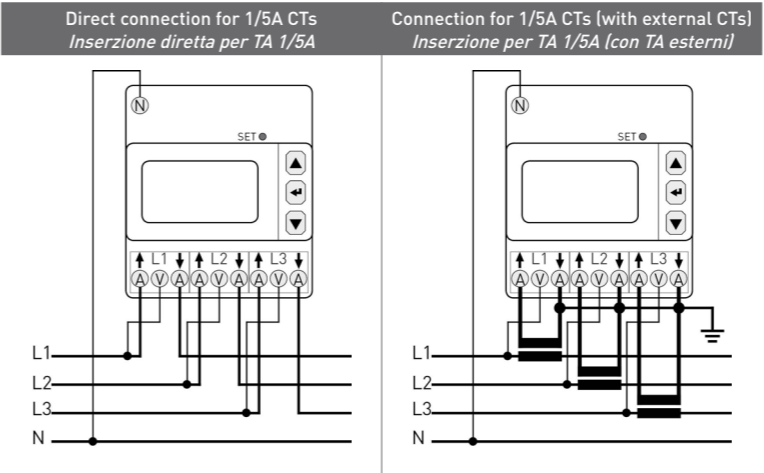 Direct connection for 1/5A CTs
Inserzione diretta per TA 1/5A
N
SET
L1 L2 L3
A V A A V A A V A
L1
L2
L3
N
Connection for 1/5A CTs (with external CTs)
Inserzione per TA 1/5A (con TA esterni)
N
SET
L1 L2 L3
A V A A V A A V A
L1
L2
L3
N